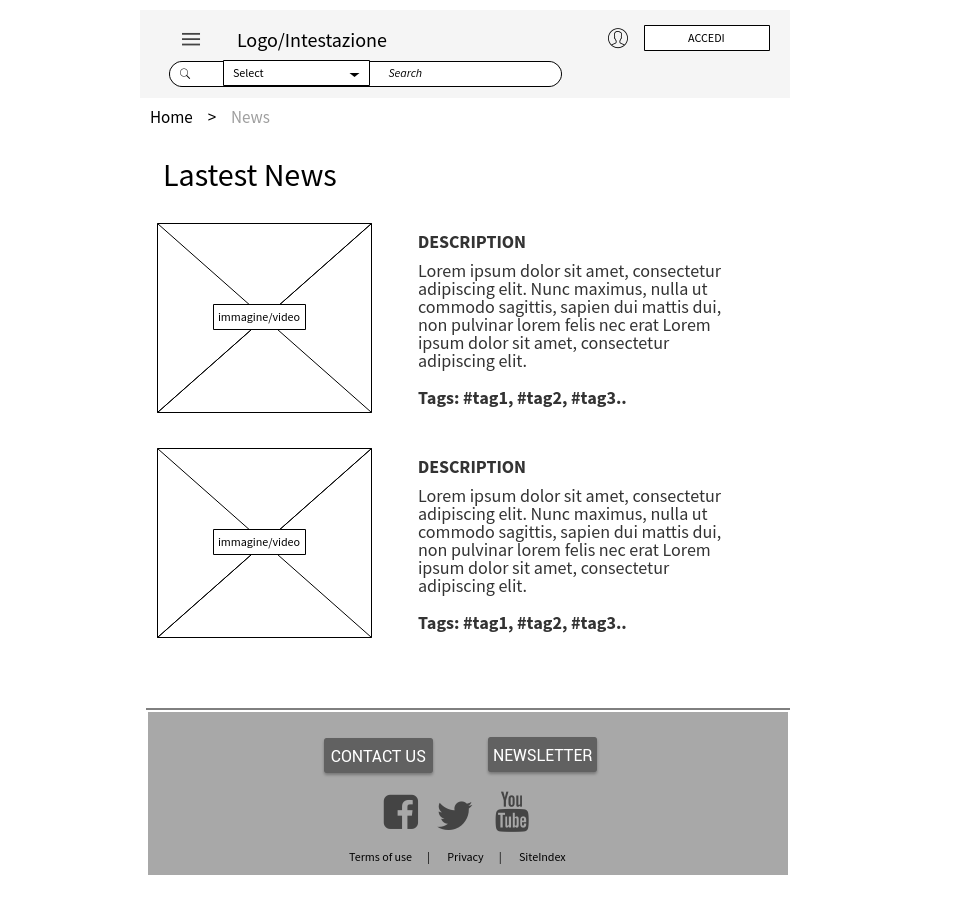 Logo/Intestazione
ACCEDI
Select
Search
Home > News
Lastest News
immagine/video
DESCRIPTION
Lorem ipsum dolor sit amet, consectetur
adipiscing elit. Nunc maximus, nulla ut
commodo sagittis, sapien dui mattis dui,
non pulvinar lorem felis nec erat Lorem
ipsum dolor sit amet, consectetur
adipiscing elit.
Tags: #tag1, #tag2, #tag3..
immagine/video
DESCRIPTION
Lorem ipsum dolor sit amet, consectetur
adipiscing elit. Nunc maximus, nulla ut
commodo sagittis, sapien dui mattis dui,
non pulvinar lorem felis nec erat Lorem
ipsum dolor sit amet, consectetur
adipiscing elit.
Tags: #tag1, #tag2, #tag3..
CONTACT US
NEWSLETTER
You
Tube
Terms of use | Privacy | SiteIndex